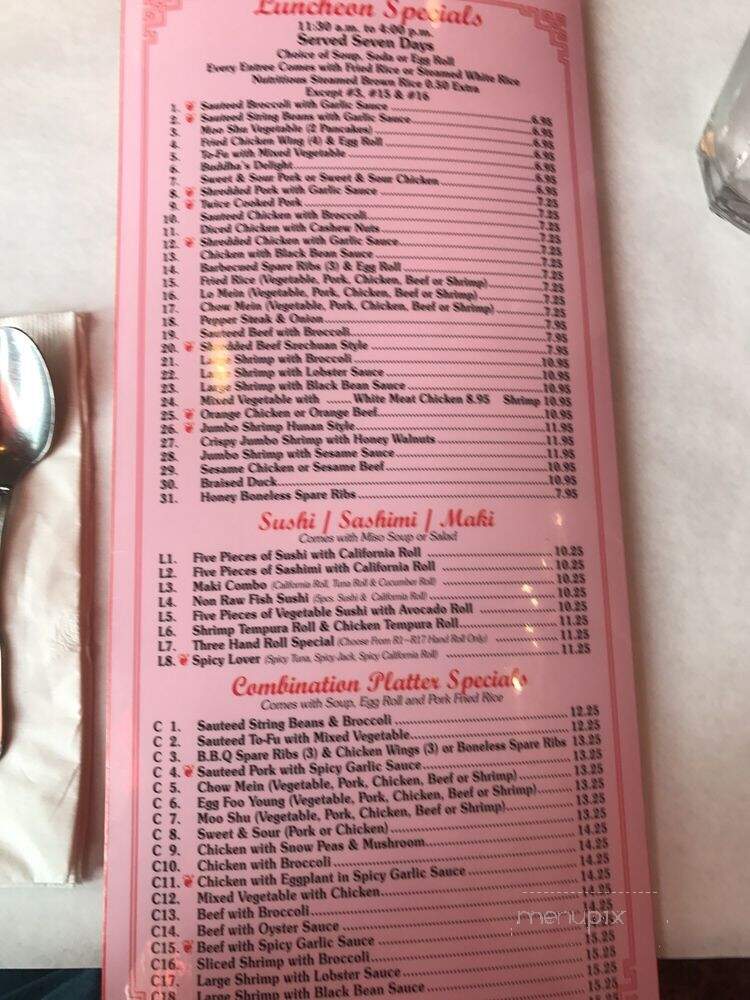 Luncheon Specials
11:30 a.m. to 4:00 p.m.
Served Seven Days
Choice of Soup, Soda or Egg Roll
Every Entree Comes with Fried Rice or Steamed White Rice
Nutritious Steamed Brown Rice 0.50 Extra
Except #3, #15 & #16
1. Sauteed Broccoli with Garlic Sauce 6.95
2. Sauteed String Beans with Garlic Sauce 6.95
3. Moo Shu Vegetable (2 Pancakes) 6.95
4. Fried Chicken Wing (4) & Egg Roll 6.95
5. To-Fu with Mixed Vegetable 6.95
6. Buddha's Delight 6.95
7. Sweet & Sour Pork or Sweet & Sour Chicken 6.95
8. Shredded Pork with Garlic Sauce 7.25
9. Twice Cooked Pork 7.25
10. Sauteed Chicken with Broccoli 7.25
11. Diced Chicken with Cashew Nuts 7.25
12. Shredded Chicken with Garlic Sauce 7.25
13. Chicken with Black Bean Sauce 7.25
14. Barbecued Spare Ribs (3) & Egg Roll 7.25
15. Fried Rice (Vegetable, Pork, Chicken, Beef or Shrimp) 7.25
16. Lo Mein (Vegetable, Pork, Chicken, Beef or Shrimp) 7.25
17. Chow Mein (Vegetable, Pork, Chicken, Beef or Shrimp) 7.25
18. Pepper Steak & Onion 7.95
19. Sauteed Beef with Broccoli 7.95
20. Shredded Beef Szechuan Style 7.95
21. Large Shrimp with Broccoli 10.95
22. Large Shrimp with Lobster Sauce 10.95
23. Large Shrimp with Black Bean Sauce 10.95
24. Mixed Vegetable with White Meat Chicken 8.95 Shrimp 10.95
25. Orange Chicken or Orange Beef 10.95
26. Jumbo Shrimp Hunan Style 11.95
27. Crispy Jumbo Shrimp with Honey Walnuts 11.95
28. Jumbo Shrimp with Sesame Sauce 11.95
29. Sesame Chicken or Sesame Beef 10.95
30. Braised Duck 10.95
31. Honey Boneless Spare Ribs 7.95
Sushi / Sashimi / Maki
Comes with Miso Soup or Salad
L1. Five Pieces of Sushi with California Roll 10.25
L2. Five Pieces of Sashimi with California Roll 10.25
L3. Maki Combo (California Roll, Tuna Roll & Cucumber Roll) 10.25
L4. Non Raw Fish Sushi (5pcs. Sushi & California Roll) 10.25
L5. Five Pieces of Vegetable Sushi with Avocado Roll 10.25
L6. Shrimp Tempura Roll & Chicken Tempura Roll 11.25
L7. Three Hand Roll Special (Choose From R1-R17 Hand Roll Only) 11.25
L8. Spicy Lover (Spicy Tuna, Spicy Jack, Spicy California Roll) 11.25
Combination Platter Specials
Comes with Soup, Egg Roll and Pork Fried Rice
C 1. Sauteed String Beans & Broccoli 12.25
C 2. Sauteed To-Fu with Mixed Vegetable 12.25
C 3. B.B.Q Spare Ribs (3) & Chicken Wings (3) or Boneless Spare Ribs 13.25
C 4. Sauteed Pork with Spicy Garlic Sauce 13.25
C 5. Chow Mein (Vegetable, Pork, Chicken, Beef or Shrimp) 13.25
C 6. Egg Foo Young (Vegetable, Pork, Chicken, Beef or Shrimp) 13.25
C 7. Moo Shu (Vegetable, Pork, Chicken, Beef or Shrimp) 13.25
C 8. Sweet & Sour (Pork or Chicken) 13.25
C 9. Chicken with Snow Peas & Mushroom 14.25
C10. Chicken with Broccoli 14.25
C11. Chicken with Eggplant in Spicy Garlic Sauce 14.25
C12. Mixed Vegetable with Chicken 14.25
C13. Beef with Broccoli 14.25
C14. Beef with Oyster Sauce 14.25
C15. Beef with Spicy Garlic Sauce 14.25
C16. Sliced Shrimp with Broccoli 15.25
C17. Large Shrimp with Lobster Sauce 15.25
C18. Large Shrimp with Black Bean Sauce 15.25
15.25
menupix